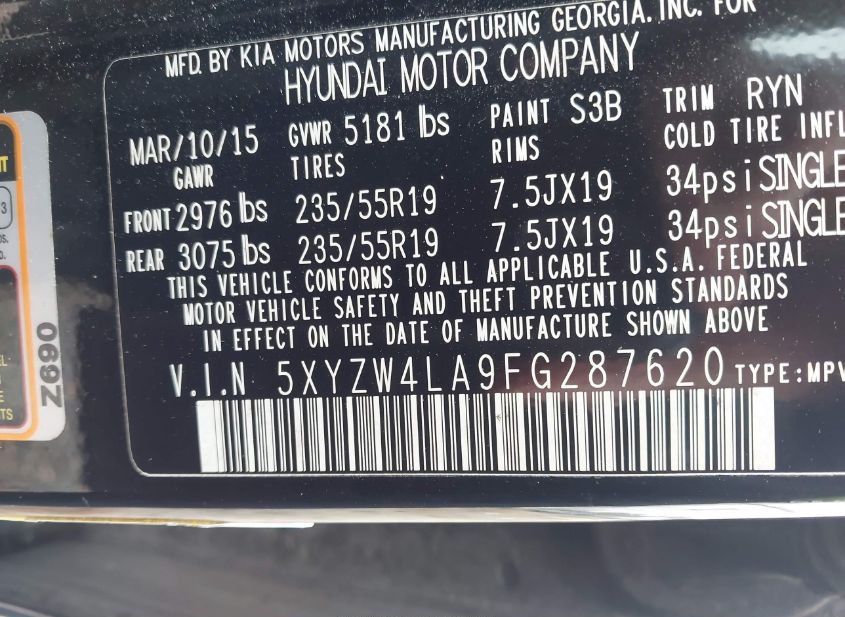 MFD. BY KIA MOTORS MANUFACTURING GEORGIA. INC. FOR
HYUNDAI MOTOR COMPANY
MAR/10/15 GVWR 5181 lbs PAINT S3B TRIM RYN
GAWR TIRES RIMS COLD TIRE INFL
FRONT 2976 lbs 235/55R19 7.5JX19 34psi SINGLE
REAR 3075 lbs 235/55R19 7.5JX19 34psi SINGLE
THIS VEHICLE CONFORMS TO ALL APPLICABLE U.S.A. FEDERAL
MOTOR VEHICLE SAFETY AND THEFT PREVENTION STANDARDS
IN EFFECT ON THE DATE OF MANUFACTURE SHOWN ABOVE
V.I.N 5XYZW4LA9FG287620 TYPE:MPV
Z690